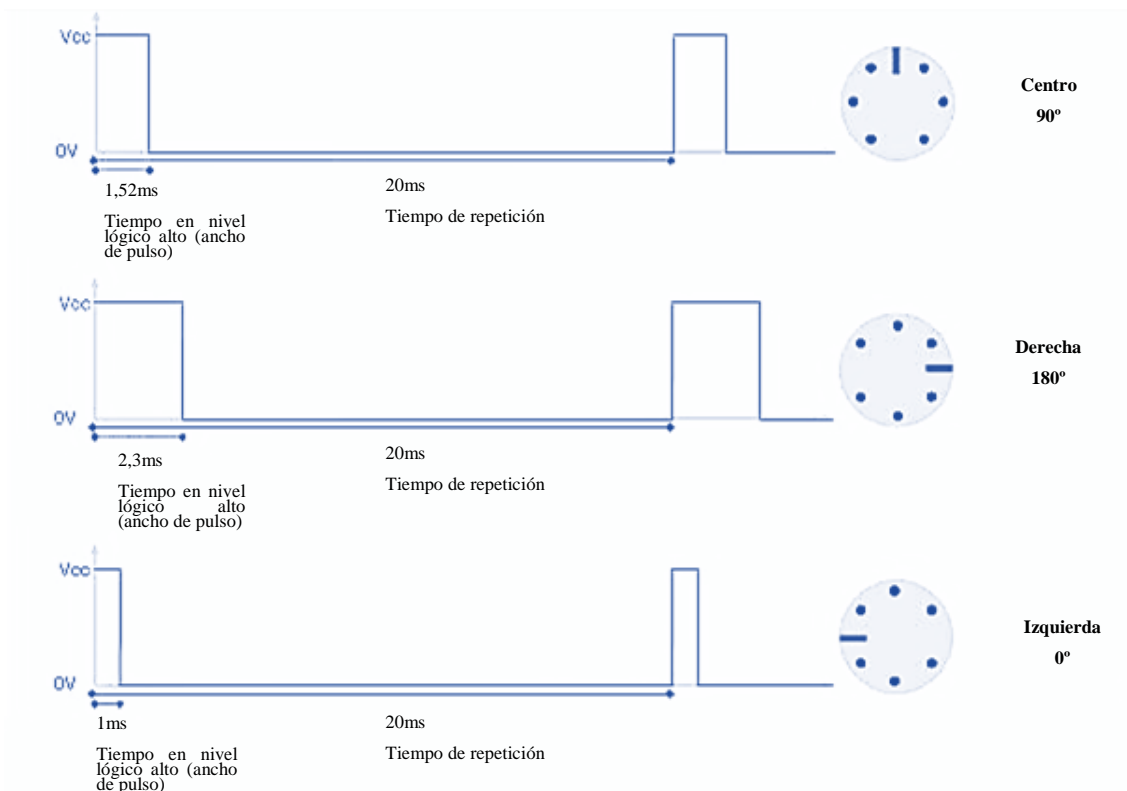 Vcc
0V
1,52ms
Tiempo en nivel
lógico alto (ancho
de pulso)
20ms
Tiempo de repetición
Centro
90º
Vcc
0V
2,3ms
Tiempo en nivel
lógico alto
(ancho de pulso)
20ms
Tiempo de repetición
Derecha
180º
Vcc
0V
1ms
Tiempo en nivel
lógico alto (ancho
de pulso)
20ms
Tiempo de repetición
Izquierda
0º